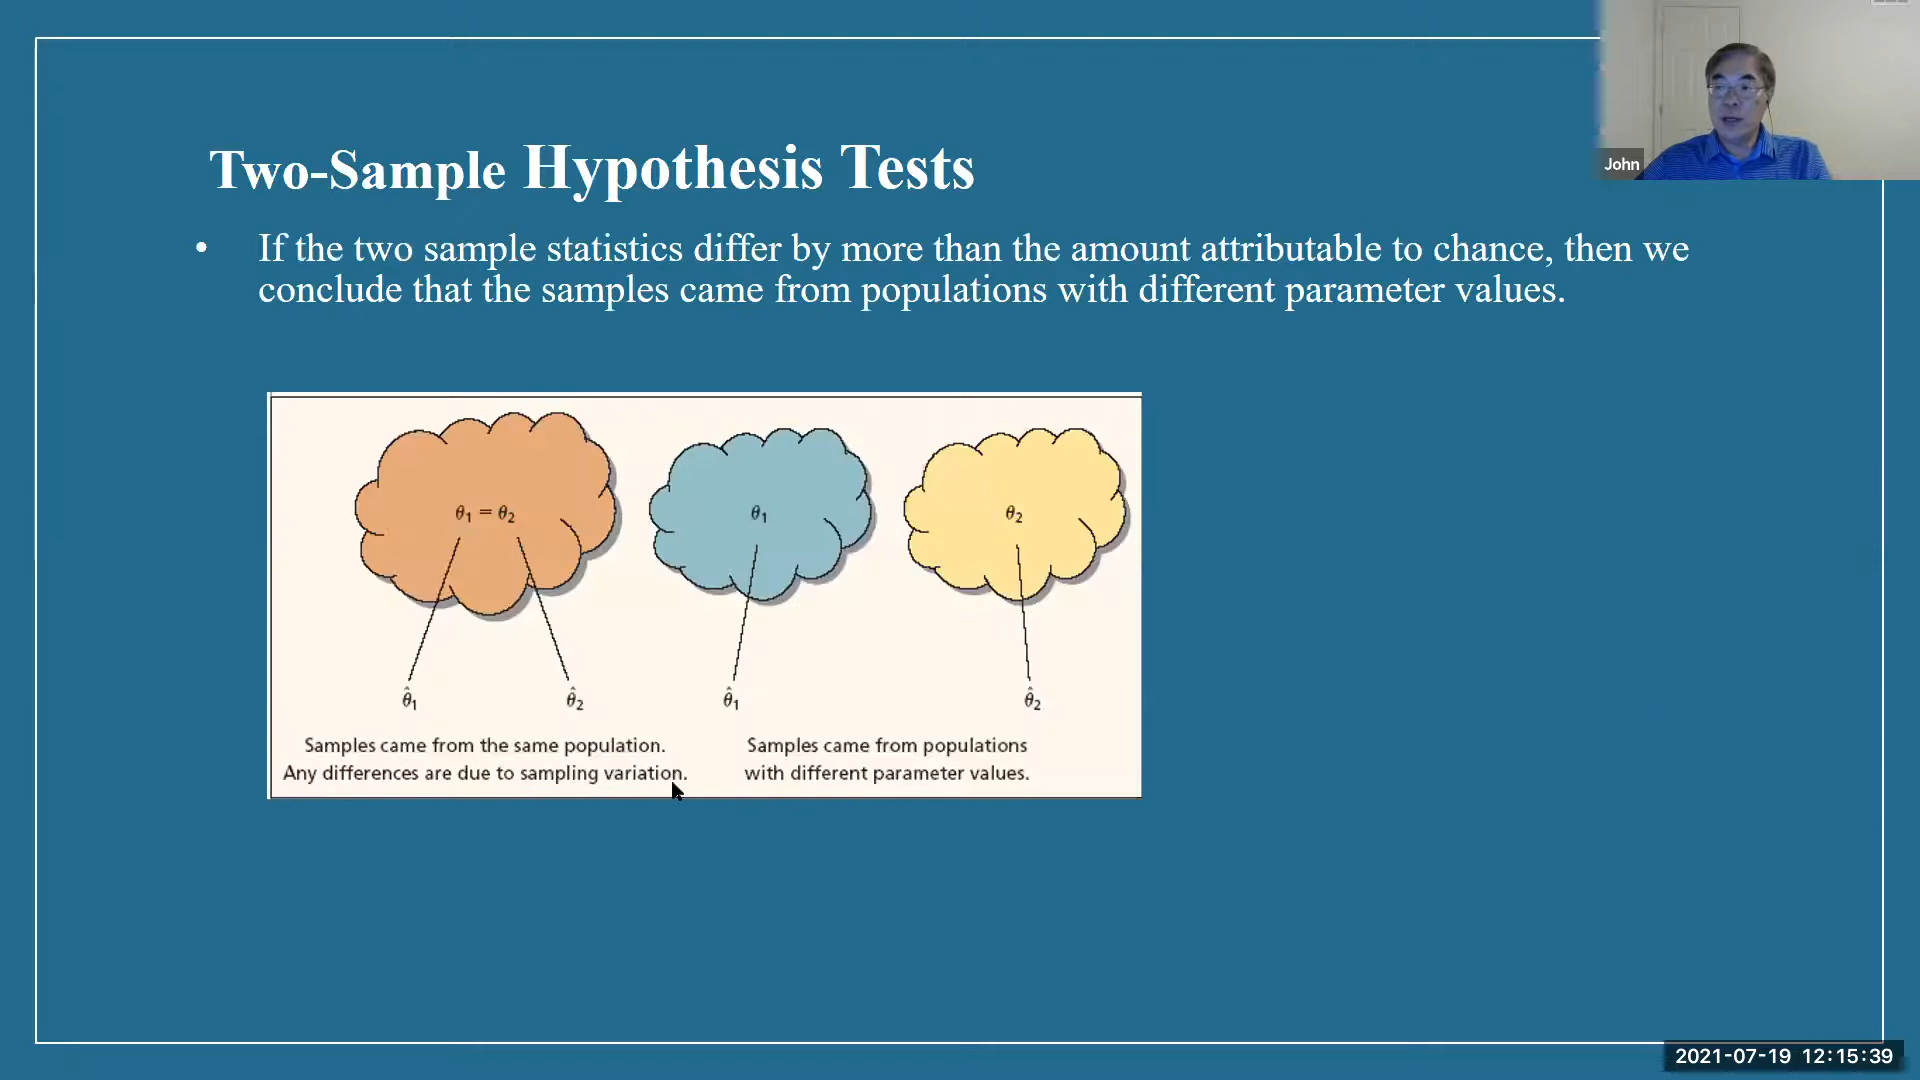 John
Two-Sample Hypothesis Tests
• If the two sample statistics differ by more than the amount attributable to chance, then we
conclude that the samples came from populations with different parameter values.
θ₁ = θ₂
θ₁
θ₂
θ̂₁
θ̂₂
θ̂₁
θ̂₂
Samples came from the same population.
Any differences are due to sampling variation.
Samples came from populations
with different parameter values.
2021-07-19 12:15:39